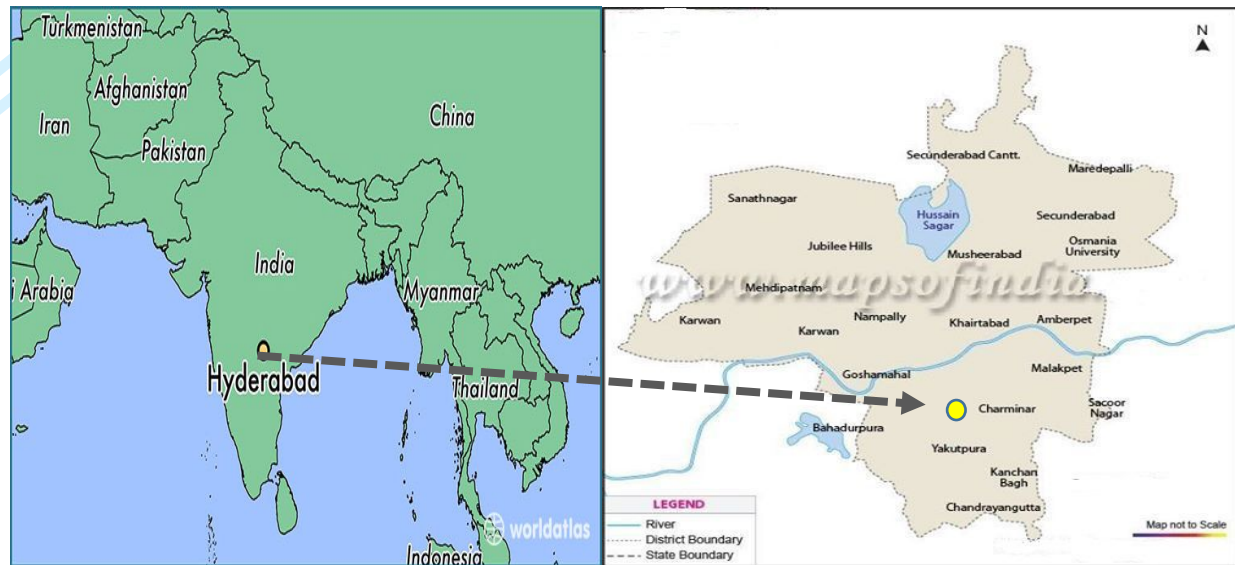 Turkmenistan
Afghanistan
Iran
Pakistan
China
India
i Arabia
Myanmar
Hyderabad
Thailand
worldatlas
Indonesia
N
Secunderabad Cantt.
Maredepalli
Sanathnagar
Hussain
Sagar
Secunderabad
Jubilee Hills
Musheerabad
Osmania
University
www.mapsofindia
Mehdipatnam
Karwan
Karwan
Nampally
Khairtabad
Amberpet
Goshamahal
Malakpet
Charminar
Sacoor
Nagar
Bahadurpura
Yakutpura
Kanchan
Bagh
Chandrayangutta
LEGEND
River
District Boundary
State Boundary
Map not to Scale